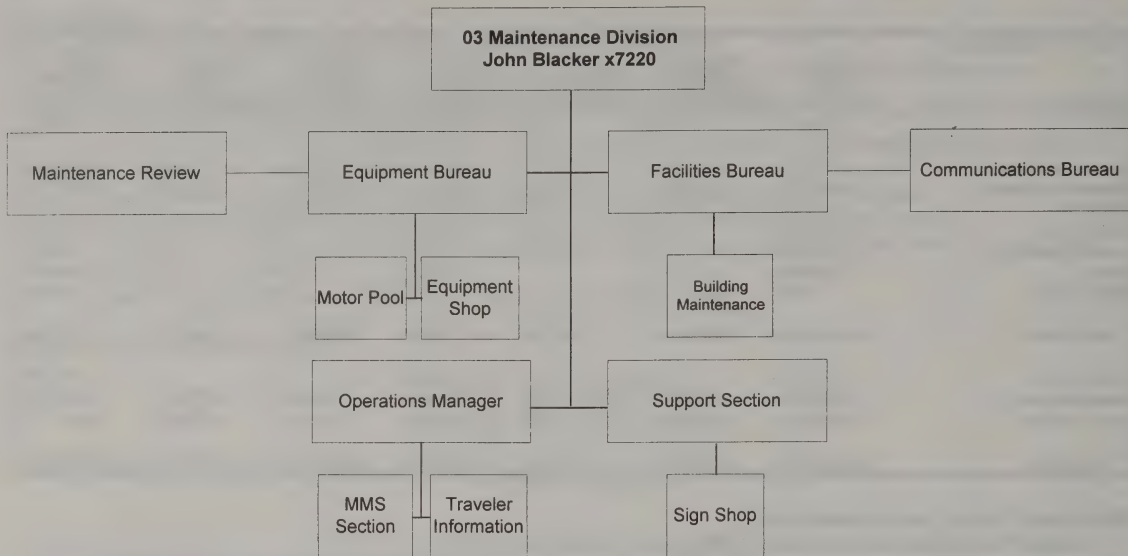 03 Maintenance Division
John Blacker x7220
Maintenance Review
Equipment Bureau
Facilities Bureau
Communications Bureau
Motor Pool
Equipment
Shop
Building
Maintenance
Operations Manager
Support Section
MMS
Section
Traveler
Information
Sign Shop